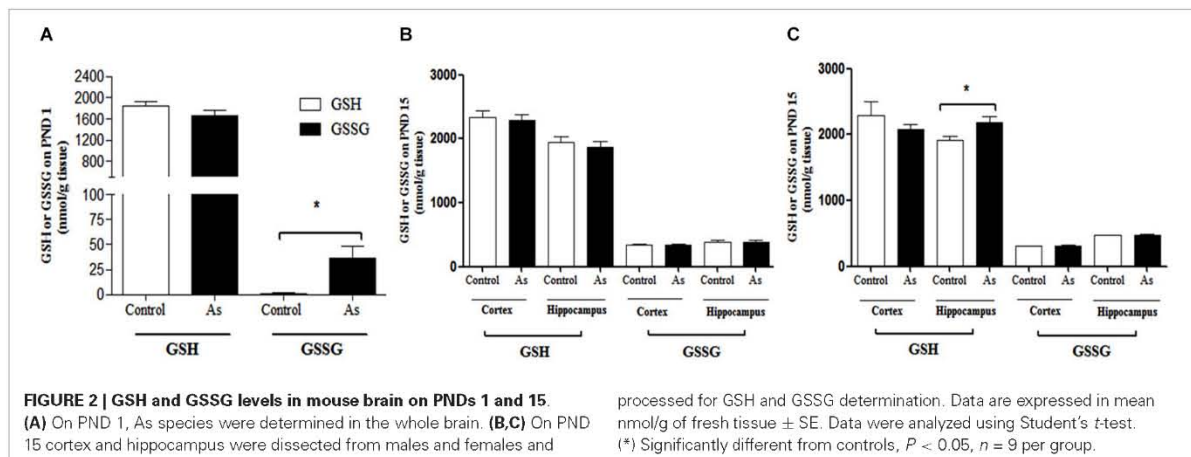 A
GSH or GSSG on PND 1
(nmol/g tissue)
2400
2000
1600
1200
800
100
75
50
25
0
GSH
GSSG
*
Control
As
Control
As
GSH
GSSG
B
GSH or GSSG on PND 15
(nmol/g tissue)
3000
2000
1000
0
Control
As
Control
As
Control
As
Control
As
Cortex
Hippocampus
Cortex
Hippocampus
GSH
GSSG
C
GSH or GSSG on PND 15
(nmol/g tissue)
3000
2000
1000
0
*
Control
As
Control
As
Control
As
Control
As
Cortex
Hippocampus
Cortex
Hippocampus
GSH
GSSG
FIGURE 2 | GSH and GSSG levels in mouse brain on PNDs 1 and 15.
(A) On PND 1, As species were determined in the whole brain. (B,C) On PND
15 cortex and hippocampus were dissected from males and females and
processed for GSH and GSSG determination. Data are expressed in mean
nmol/g of fresh tissue ± SE. Data were analyzed using Student's t-test.
(*) Significantly different from controls, P < 0.05, n = 9 per group.